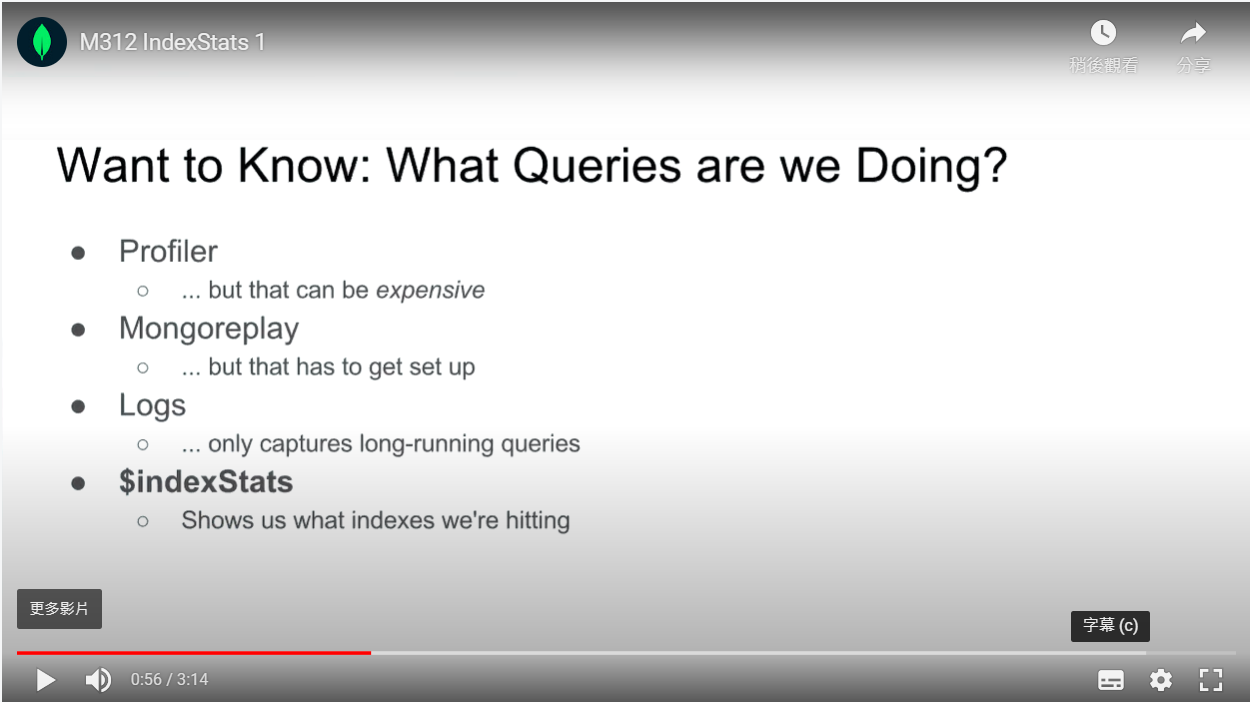 M312 IndexStats 1
稍後觀看
分享
Want to Know: What Queries are we Doing?
Profiler
... but that can be expensive
Mongoreplay
... but that has to get set up
Logs
... only captures long-running queries
$indexStats
Shows us what indexes we're hitting
更多影片
字幕 (c)
0:56 / 3:14